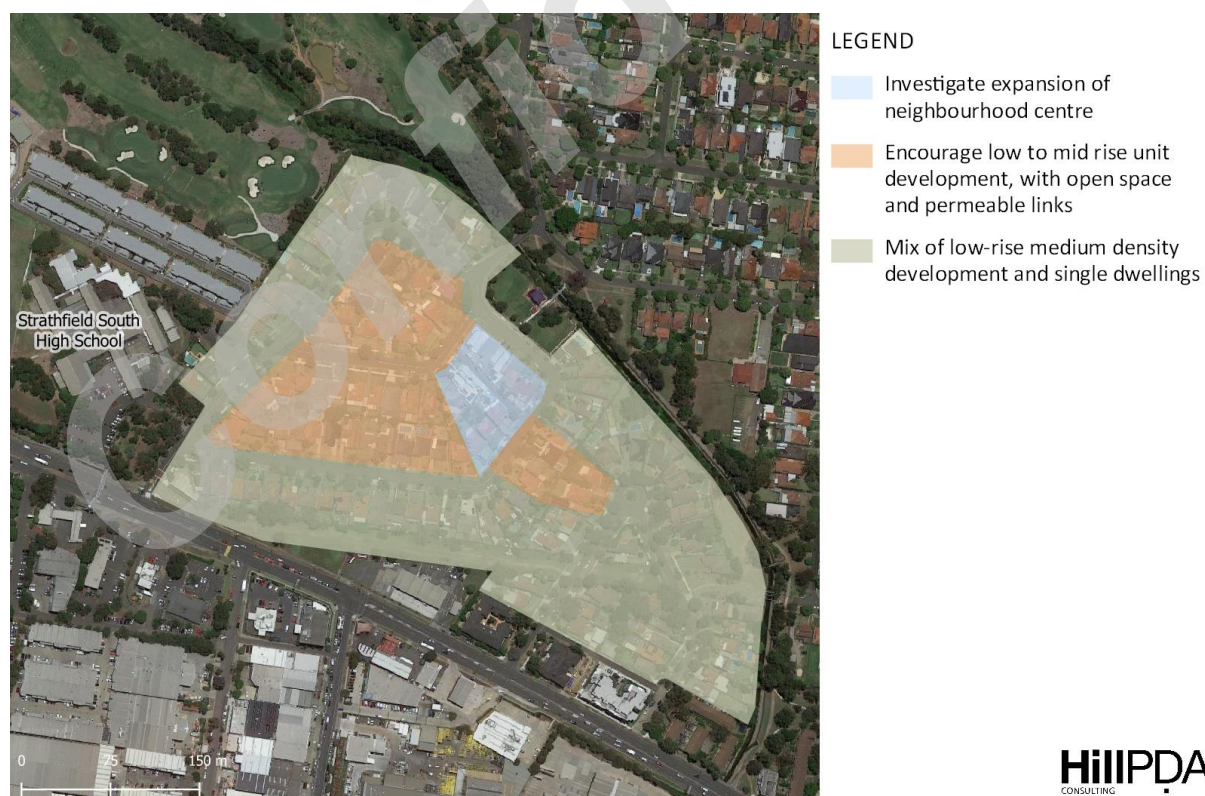 Confid
LEGEND
Investigate expansion of
neighbourhood centre
Encourage low to mid rise unit
development, with open space
and permeable links
Mix of low-rise medium density
development and single dwellings
Strathfield South
High School
0 75 150 m
HillPDA
CONSULTING